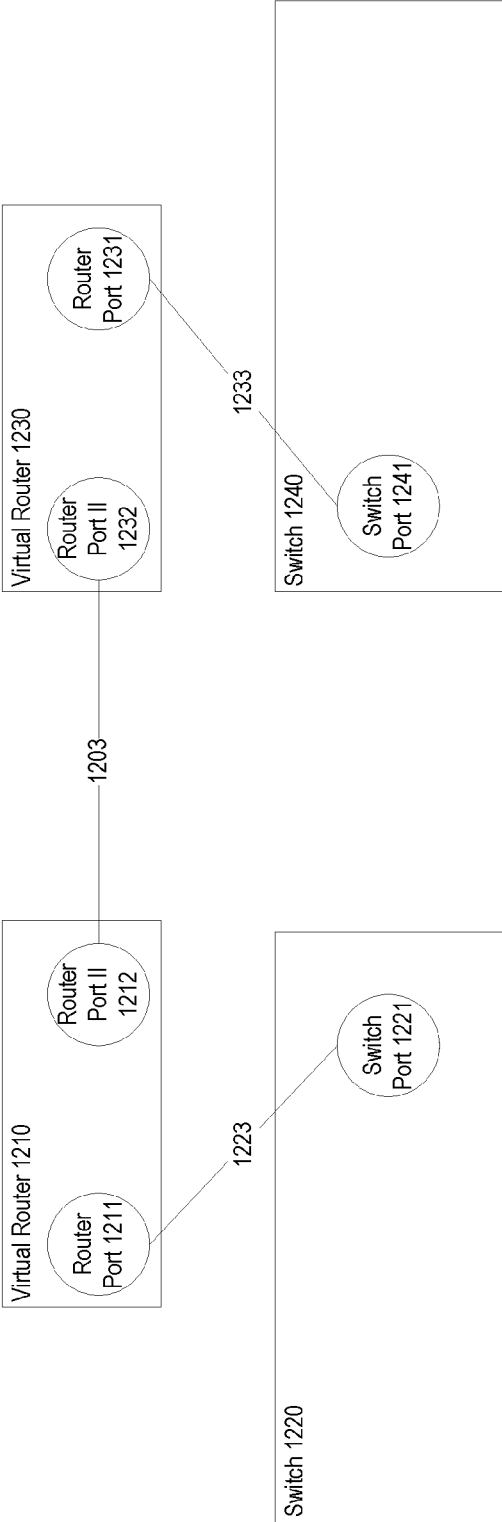 Virtual Router 1210
Router
Port 1211
Router
Port II
1212
1203
Virtual Router 1230
Router
Port II
1232
Router
Port 1231
1223
1233
Switch 1220
Switch
Port 1221
Switch 1240
Switch
Port 1241